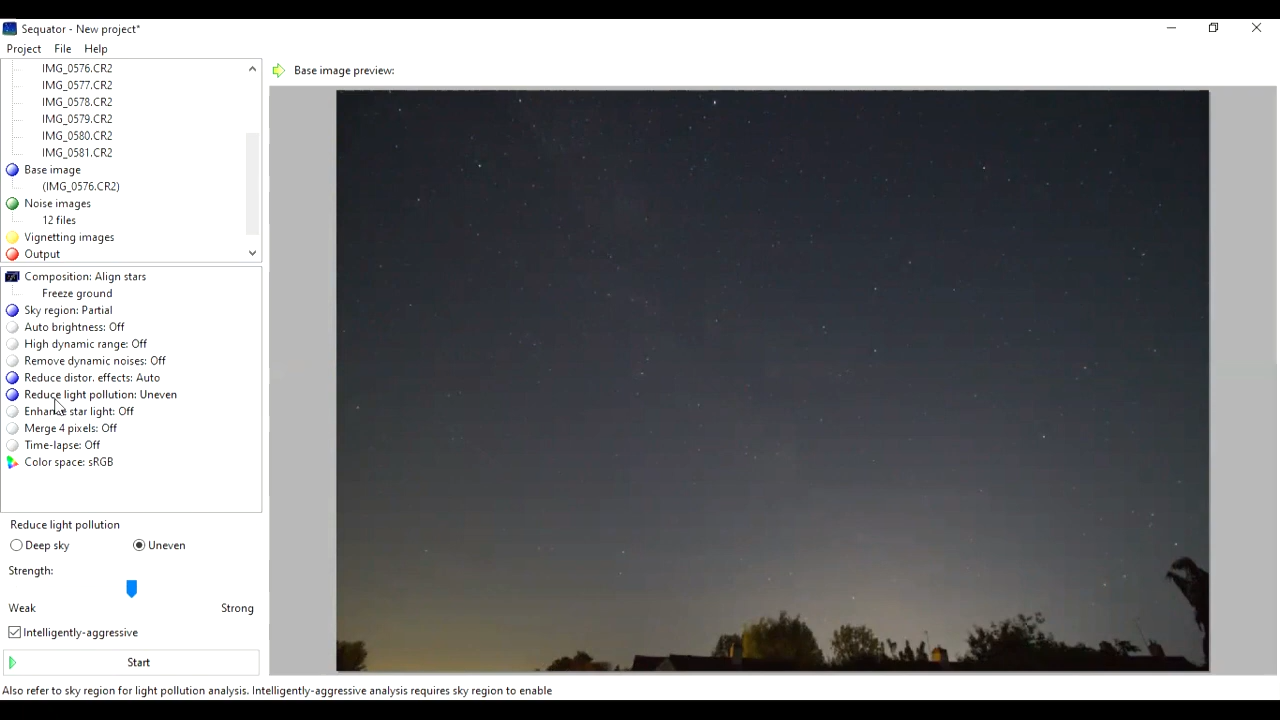 Sequator - New project*
Project File Help
IMG_0576.CR2
IMG_0577.CR2
IMG_0578.CR2
IMG_0579.CR2
IMG_0580.CR2
IMG_0581.CR2
Base image
(IMG_0576.CR2)
Noise images
12 files
Vignetting images
Output
Base image preview:
Composition: Align stars
Freeze ground
Sky region: Partial
Auto brightness: Off
High dynamic range: Off
Remove dynamic noises: Off
Reduce distor. effects: Auto
Reduce light pollution: Uneven
Enhance star light: Off
Merge 4 pixels: Off
Time-lapse: Off
Color space: sRGB
Reduce light pollution
Deep sky Uneven
Strength:
Weak Strong
Intelligently-aggressive
Start
Also refer to sky region for light pollution analysis. Intelligently-aggressive analysis requires sky region to enable